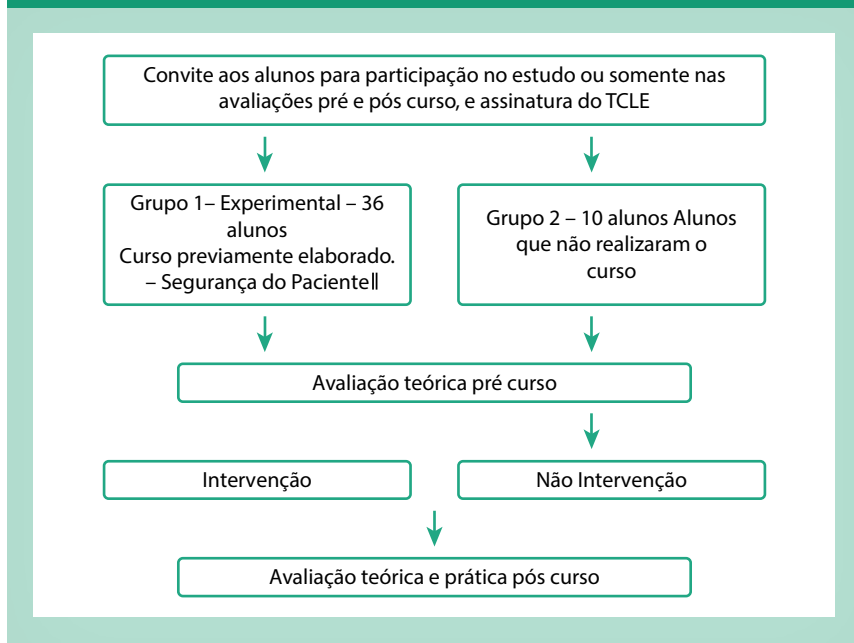 Convite aos alunos para participação no estudo ou somente nas
avaliações pré e pós curso, e assinatura do TCLE
Grupo 1– Experimental – 36
alunos
Curso previamente elaborado.
– Segurança do Paciente‖
Grupo 2 – 10 alunos Alunos
que não realizaram o
curso
Avaliação teórica pré curso
Intervenção
Não Intervenção
Avaliação teórica e prática pós curso